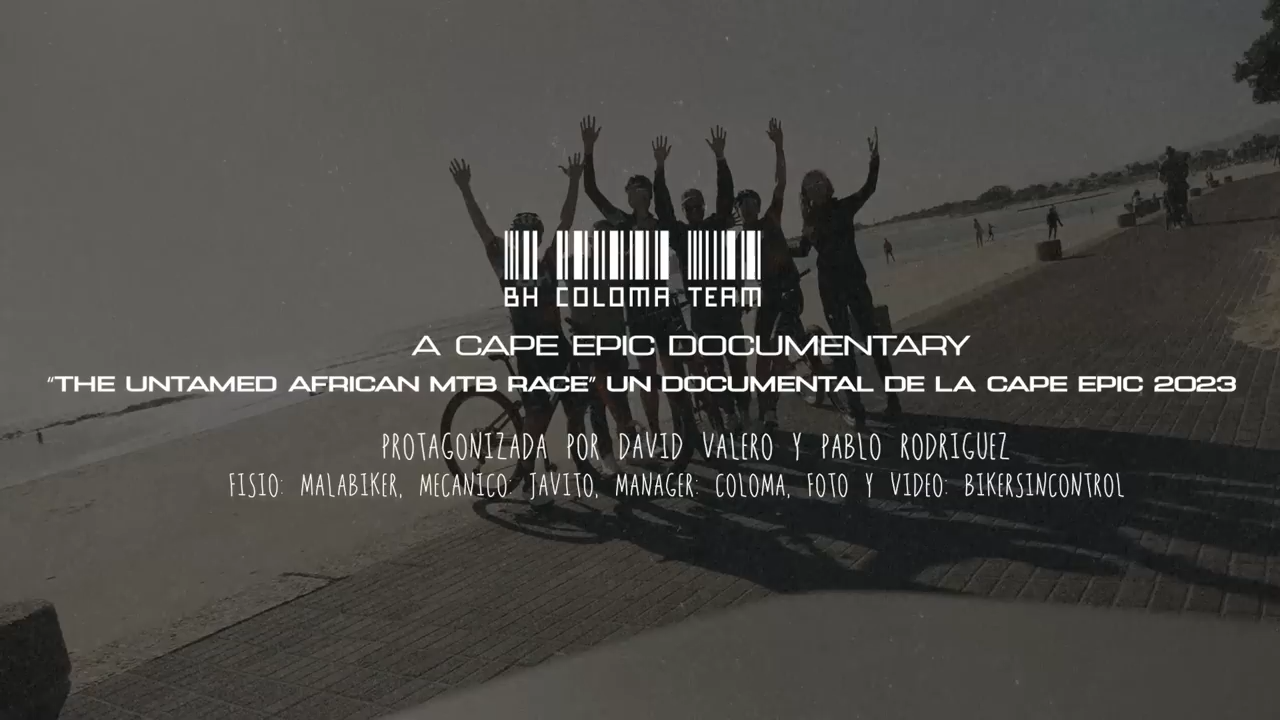 BH COLOMA TEAM
A CAPE EPIC DOCUMENTARY
“THE UNTAMED AFRICAN MTB RACE” UN DOCUMENTAL DE LA CAPE EPIC 2023
PROTAGONIZADA POR DAVID VALERO Y PABLO RODRIGUEZ
FISIO: MALABIKER, MECANICO: JAVITO, MANAGER: COLOMA, FOTO Y VIDEO: BIKERSINCONTROL